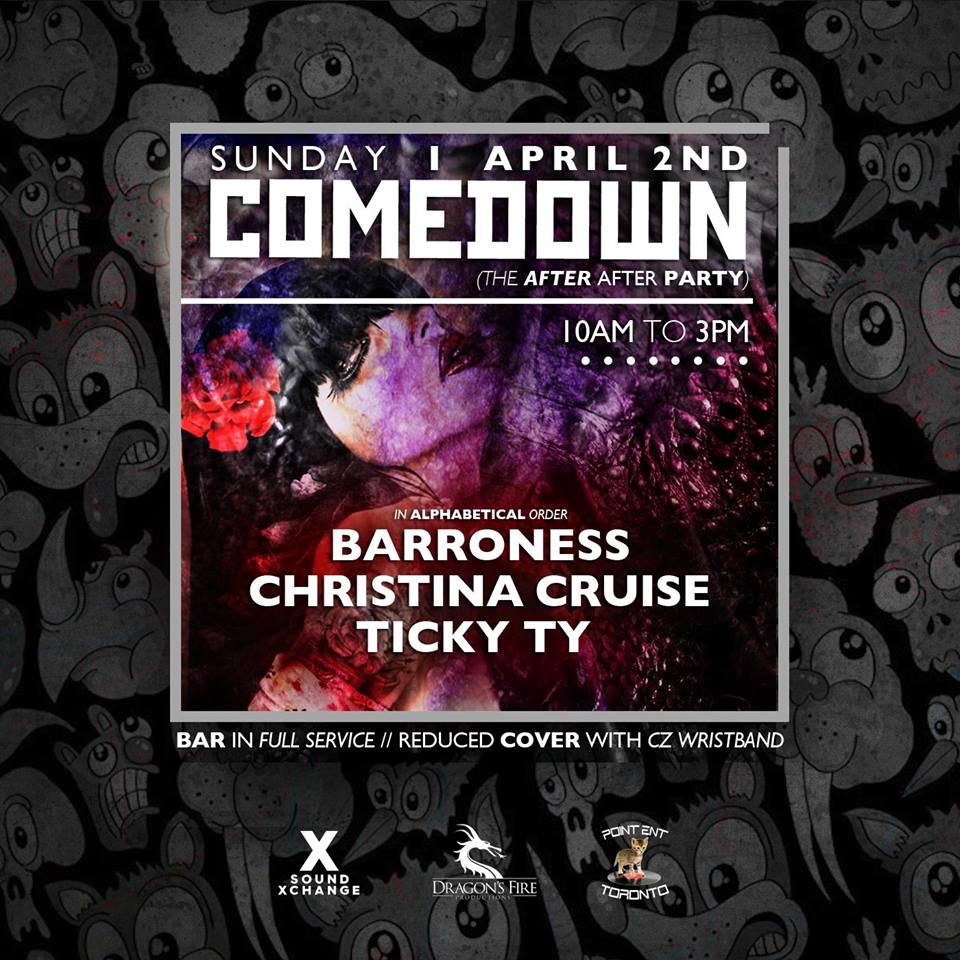 SUNDAY | APRIL 2ND
COMEDOWN
(THE AFTER AFTER PARTY)
10AM TO 3PM
IN ALPHABETICAL ORDER
BARRONESS
CHRISTINA CRUISE
TICKY TY
BAR IN FULL SERVICE // REDUCED COVER WITH CZ WRISTBAND
X
SOUND
XCHANGE
DRAGON'S FIRE
PRODUCTIONS
POINT ENT
TORONTO